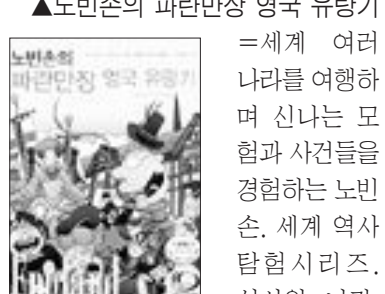 ▲노빈손의 파란만장 영국 유랑기
노빈손의
파란만장 영국 유랑기
=세계 여러
나라를 여행하
며 신나는 모
험과 사건들을
경험하는 노빈
손. 세계 역사
탐험시리즈.